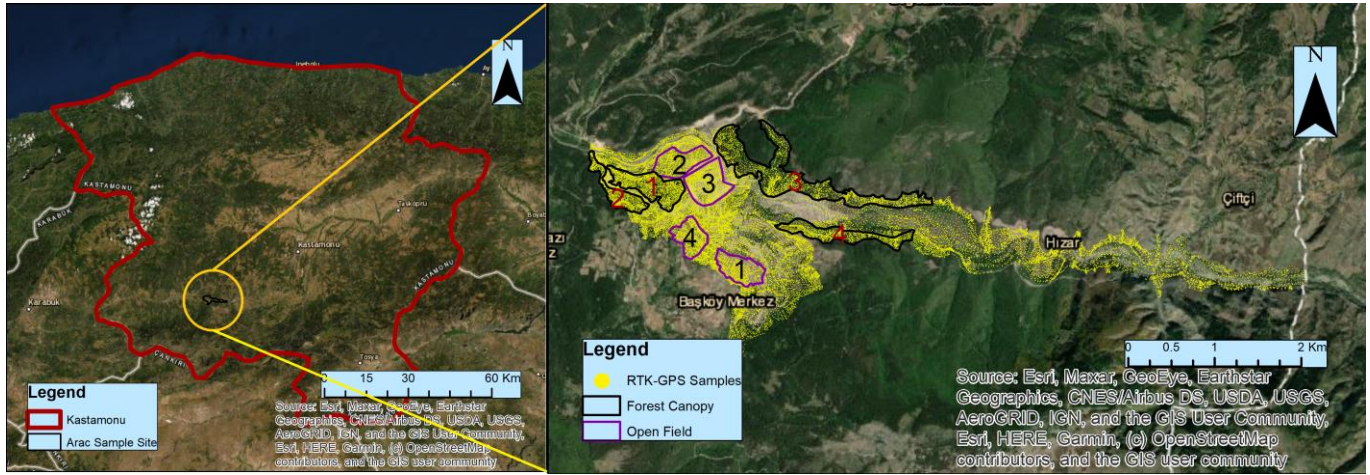 N
İnebolu
KASTAMONU
KARABÜK
Taşköprü
Boyab
Kastamonu
KASTAMONU
Karabük
ÇANKIRI
Tosya
Legend
Kastamonu
Arac Sample Site
0 15 30 60 Km
Source: Esri, Maxar, GeoEye, Earthstar
Geographics, CNES/Airbus DS, USDA, USGS,
AeroGRID, IGN, and the GIS User Community,
Esri, HERE, Garmin, (c) OpenStreetMap
contributors, and the GIS user community
N
2
3
1
2
3
4
1
4
Çiftçi
Hızar
azı
Başköy Merkez
Legend
RTK-GPS Samples
Forest Canopy
Open Field
0 0.5 1 2 Km
Source: Esri, Maxar, GeoEye, Earthstar
Geographics, CNES/Airbus DS, USDA, USGS,
AeroGRID, IGN, and the GIS User Community,
Esri, HERE, Garmin, (c) OpenStreetMap
contributors, and the GIS user community